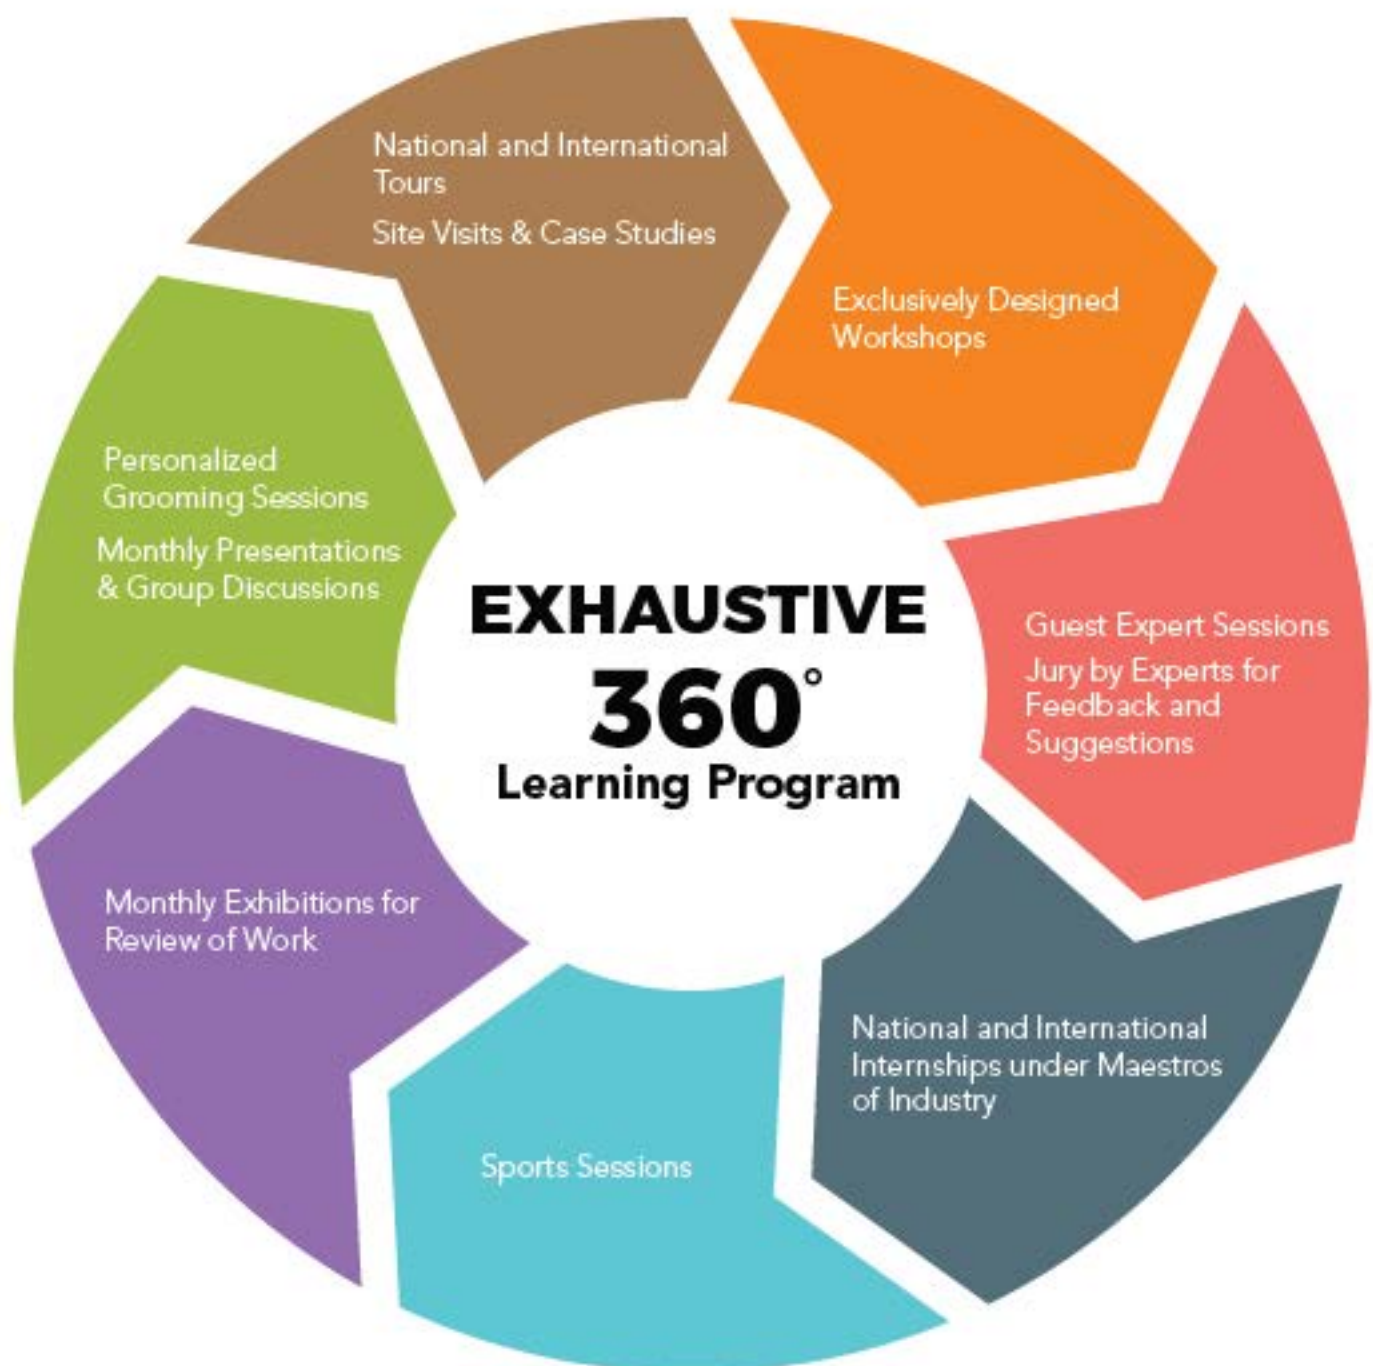 National and International
Tours
Site Visits & Case Studies
Exclusively Designed
Workshops
Guest Expert Sessions
Jury by Experts for
Feedback and
Suggestions
National and International
Internships under Maestros
of Industry
Sports Sessions
Monthly Exhibitions for
Review of Work
Personalized
Grooming Sessions
Monthly Presentations
& Group Discussions
EXHAUSTIVE
360°
Learning Program